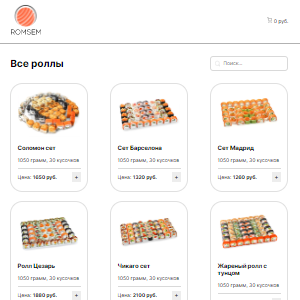 ROMSEM
0 руб.
Все роллы
Поиск...
Соломон сет
1050 грамм, 30 кусочков
Цена: 1650 руб. +
Сет Барселона
1050 грамм, 30 кусочков
Цена: 1320 руб. +
Сет Мадрид
1050 грамм, 30 кусочков
Цена: 1260 руб. +
Ролл Цезарь
1050 грамм, 30 кусочков
Цена: 1880 руб. +
Чикаго сет
1050 грамм, 30 кусочков
Цена: 2100 руб. +
Жареный ролл с
тунцом
1050 грамм, 30 кусочков